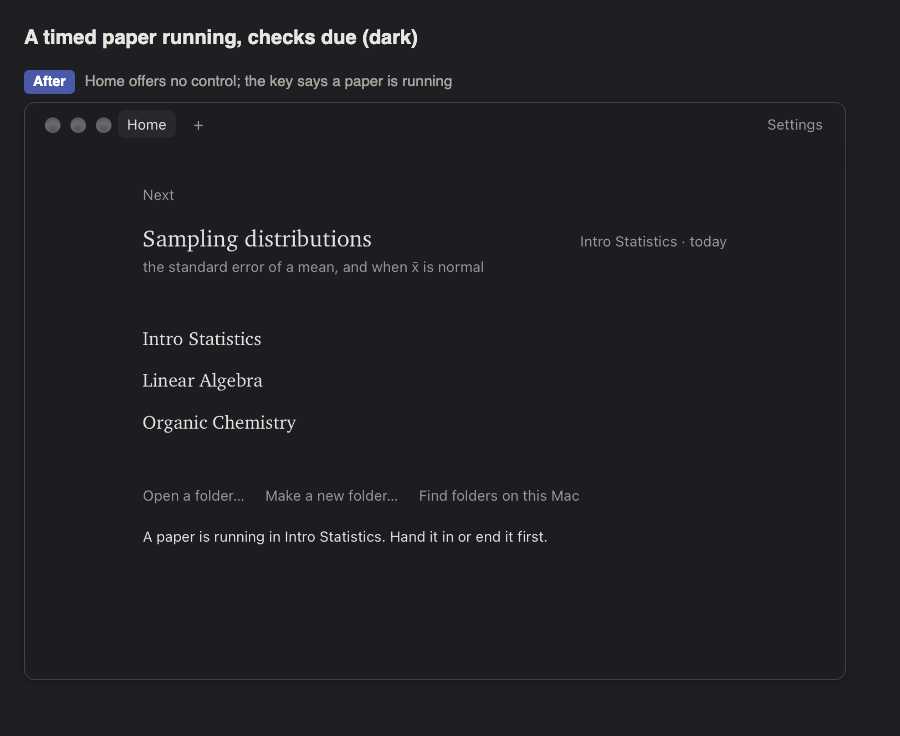 A timed paper running, checks due (dark)
After Home offers no control; the key says a paper is running
Home + Settings
Next
Sampling distributions Intro Statistics · today
the standard error of a mean, and when x̄ is normal
Intro Statistics
Linear Algebra
Organic Chemistry
Open a folder... Make a new folder... Find folders on this Mac
A paper is running in Intro Statistics. Hand it in or end it first.